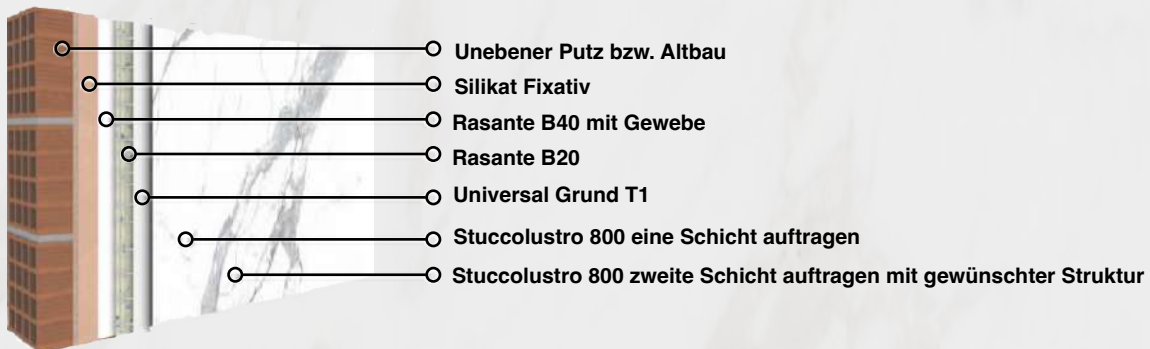 Unebener Putz bzw. Altbau
Silikat Fixativ
Rasante B40 mit Gewebe
Rasante B20
Universal Grund T1
Stuccolustro 800 eine Schicht auftragen
Stuccolustro 800 zweite Schicht auftragen mit gewünschter Struktur